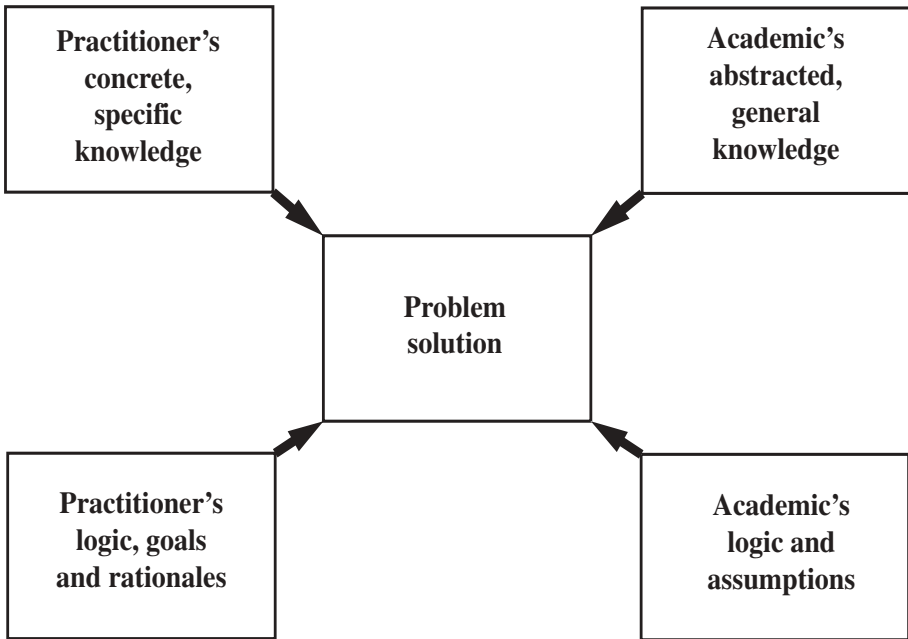 Practitioner’s
concrete,
specific
knowledge
Academic’s
abstracted,
general
knowledge
Problem
solution
Practitioner’s
logic, goals
and rationales
Academic’s
logic and
assumptions